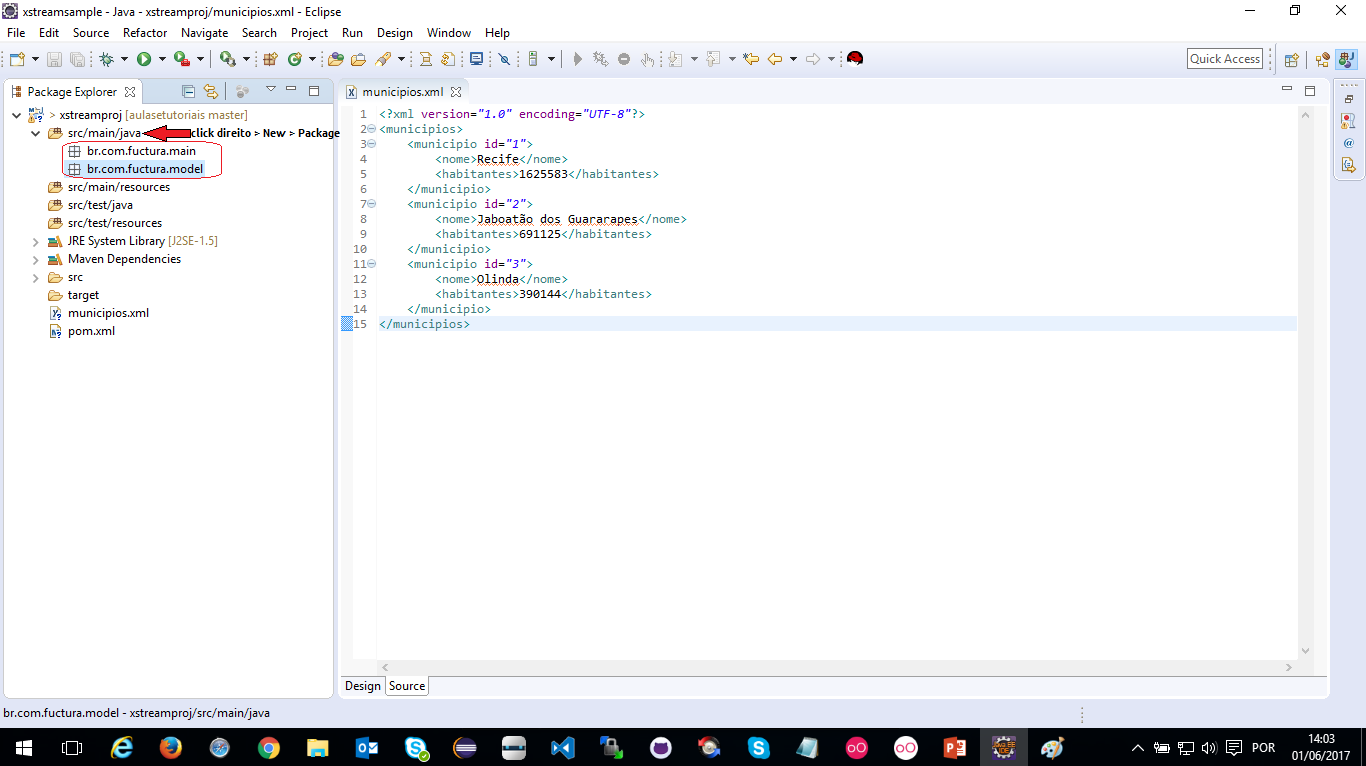 xstreamsample - Java - xstreamproj/municipios.xml - Eclipse
File Edit Source Refactor Navigate Search Project Run Design Window Help
Quick Access
Package Explorer
> xstreamproj [aulasetutoriais master]
src/main/java click direito > New > Package
br.com.fuctura.main
br.com.fuctura.model
src/main/resources
src/test/java
src/test/resources
JRE System Library [J2SE-1.5]
Maven Dependencies
src
target
municipios.xml
pom.xml
municipios.xml
1 <?xml version="1.0" encoding="UTF-8"?>
2 <municipios>
3 <municipio id="1">
4 <nome>Recife</nome>
5 <habitantes>1625583</habitantes>
6 </municipio>
7 <municipio id="2">
8 <nome>Jaboatão dos Guararapes</nome>
9 <habitantes>691125</habitantes>
10 </municipio>
11 <municipio id="3">
12 <nome>Olinda</nome>
13 <habitantes>390144</habitantes>
14 </municipio>
15 </municipios>
Design Source
br.com.fuctura.model - xstreamproj/src/main/java
POR
14:03
01/06/2017